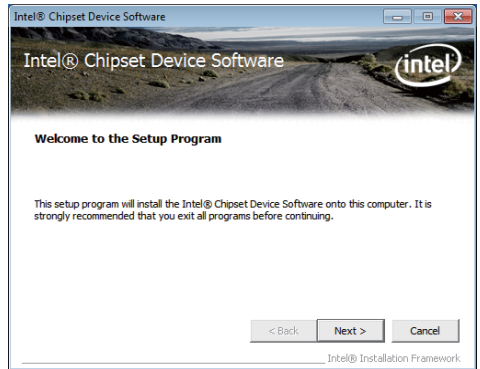 Intel® Chipset Device Software
Intel® Chipset Device Software
intel
Welcome to the Setup Program
This setup program will install the Intel® Chipset Device Software onto this computer. It is
strongly recommended that you exit all programs before continuing.
< Back Next > Cancel
Intel® Installation Framework